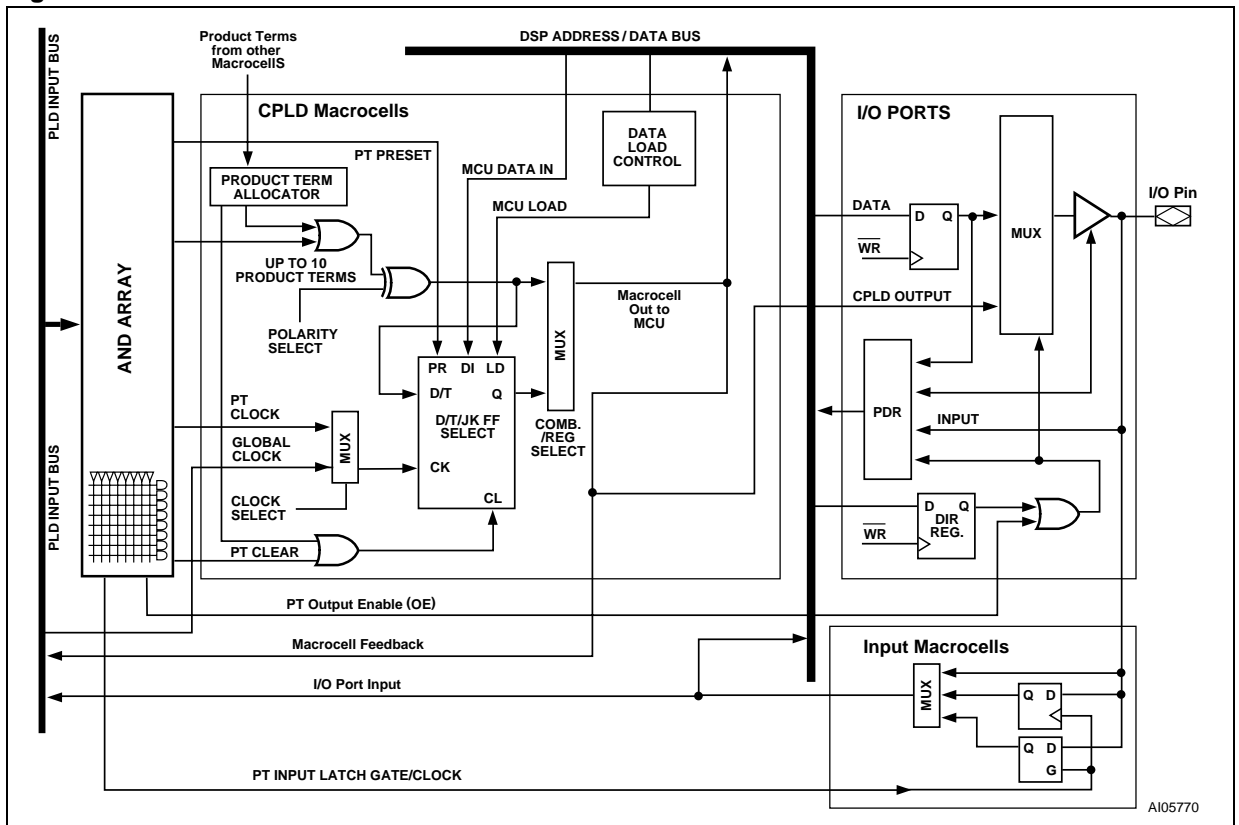 DSP ADDRESS / DATA BUS
Product Terms
from other
MacrocellS
PLD INPUT BUS
AND ARRAY
PLD INPUT BUS
CPLD Macrocells
PT PRESET
PRODUCT TERM
ALLOCATOR
MCU DATA IN
MCU LOAD
DATA
LOAD
CONTROL
UP TO 10
PRODUCT TERMS
POLARITY
SELECT
PR DI LD
D/T Q
D/T/JK FF
SELECT
CK
CL
MUX
COMB.
/REG
SELECT
Macrocell
Out to
MCU
PT
CLOCK
GLOBAL
CLOCK
CLOCK
SELECT
MUX
PT CLEAR
PT Output Enable (OE)
Macrocell Feedback
I/O Port Input
PT INPUT LATCH GATE/CLOCK
I/O PORTS
DATA
D Q
WR
MUX
I/O Pin
CPLD OUTPUT
PDR
INPUT
D Q
DIR
REG.
WR
Input Macrocells
MUX
Q D
Q D
G
AI05770